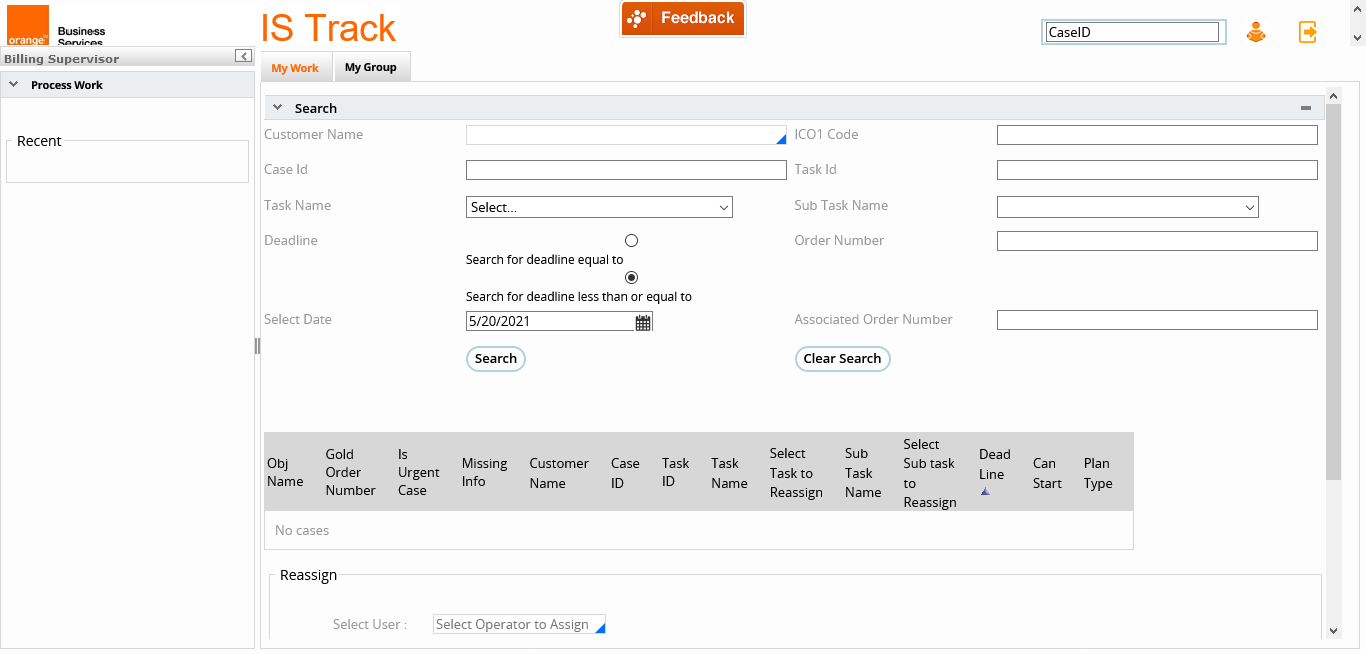 orange™
Business
Services
IS Track
Feedback
CaseID
Billing Supervisor
My Work
My Group
Process Work
Recent
Search
Customer Name
ICO1 Code
Case Id
Task Id
Task Name
Select...
Sub Task Name
Deadline
Order Number
Search for deadline equal to
Search for deadline less than or equal to
Select Date
5/20/2021
Associated Order Number
Search
Clear Search
Obj
Name
Gold
Order
Number
Is
Urgent
Case
Missing
Info
Customer
Name
Case
ID
Task
ID
Task
Name
Select
Task to
Reassign
Sub
Task
Name
Select
Sub task
to
Reassign
Dead
Line
Can
Start
Plan
Type
No cases
Reassign
Select User :
Select Operator to Assign